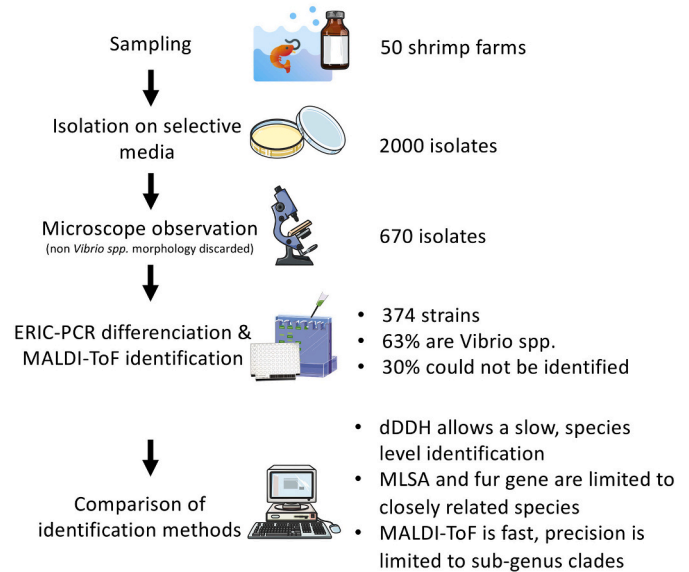 Sampling
50 shrimp farms
Isolation on selective
media
2000 isolates
Microscope observation
(non Vibrio spp. morphology discarded)
670 isolates
ERIC-PCR differenciation &
MALDI-ToF identification
• 374 strains
• 63% are Vibrio spp.
• 30% could not be identified
Comparison of
identification methods
• dDDH allows a slow, species
level identification
• MLSA and fur gene are limited to
closely related species
• MALDI-ToF is fast, precision is
limited to sub-genus clades